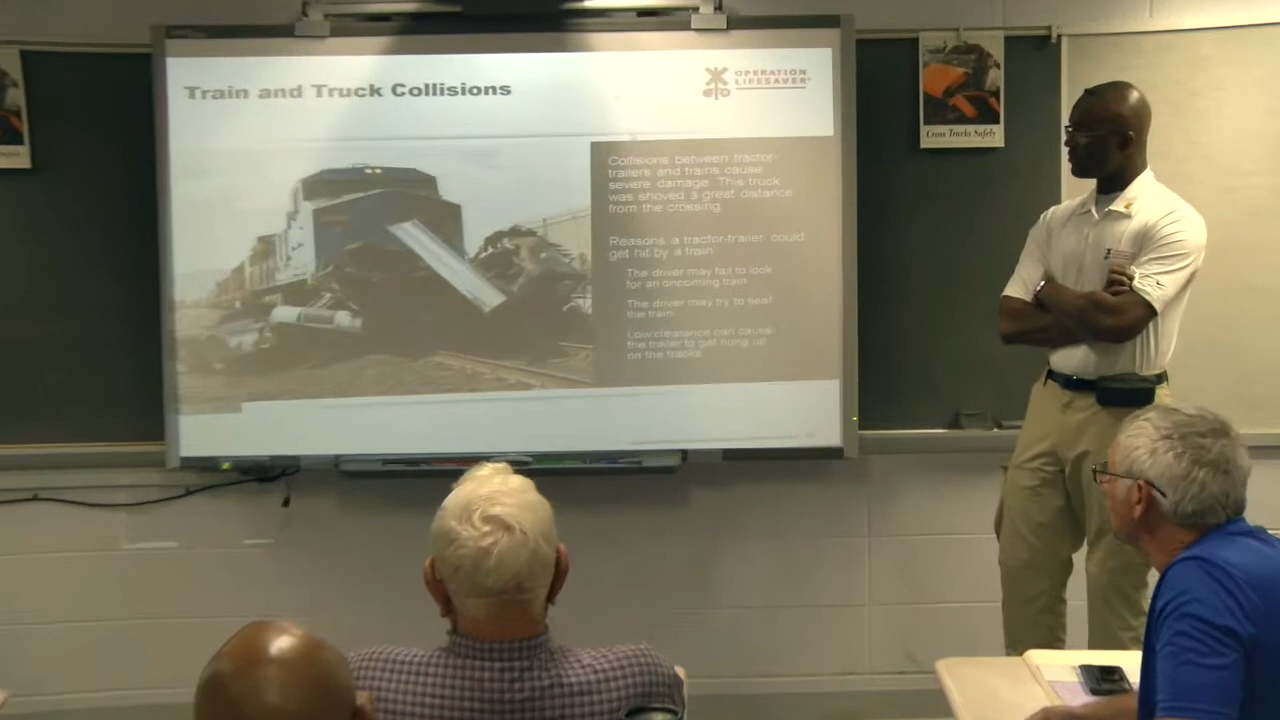 Train and Truck Collisions
OPERATION
LIFESAVER®
Collisions between tractor-
trailers and trains cause
severe damage. This truck
was shoved a great distance
from the crossing.
Reasons a tractor-trailer could
get hit by a train
The driver may fail to look
for an oncoming train
The driver may try to beat
the train
Low clearance can cause
the trailer to get hung up
on the tracks
Cross Tracks Safely